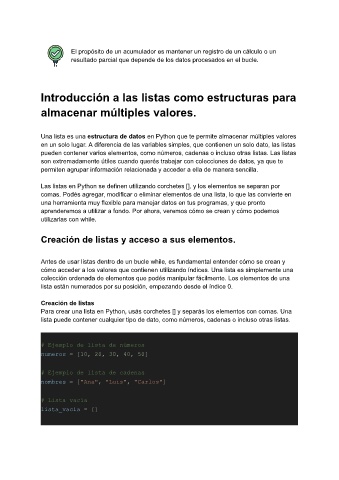 El propósito de un acumulador es mantener un registro de un cálculo o un
resultado parcial que depende de los datos procesados en el bucle.
Introducción a las listas como estructuras para
almacenar múltiples valores.
Una lista es una estructura de datos en Python que te permite almacenar múltiples valores
en un solo lugar. A diferencia de las variables simples, que contienen un solo dato, las listas
pueden contener varios elementos, como números, cadenas o incluso otras listas. Las listas
son extremadamente útiles cuando querés trabajar con colecciones de datos, ya que te
permiten agrupar información relacionada y acceder a ella de manera sencilla.
Las listas en Python se definen utilizando corchetes [], y los elementos se separan por
comas. Podés agregar, modificar o eliminar elementos de una lista, lo que las convierte en
una herramienta muy flexible para manejar datos en tus programas, y que pronto
aprenderemos a utilizar a fondo. Por ahora, veremos cómo se crean y cómo podemos
utilizarlas con while.
Creación de listas y acceso a sus elementos.
Antes de usar listas dentro de un bucle while, es fundamental entender cómo se crean y
cómo acceder a los valores que contienen utilizando índices. Una lista es simplemente una
colección ordenada de elementos que podés manipular fácilmente. Los elementos de una
lista están numerados por su posición, empezando desde el índice 0.
Creación de listas
Para crear una lista en Python, usás corchetes [] y separás los elementos con comas. Una
lista puede contener cualquier tipo de dato, como números, cadenas o incluso otras listas.
# Ejemplo de lista de números
numeros = [10, 20, 30, 40, 50]
# Ejemplo de lista de cadenas
nombres = ["Ana", "Luis", "Carlos"]
# Lista vacía
lista_vacia = []